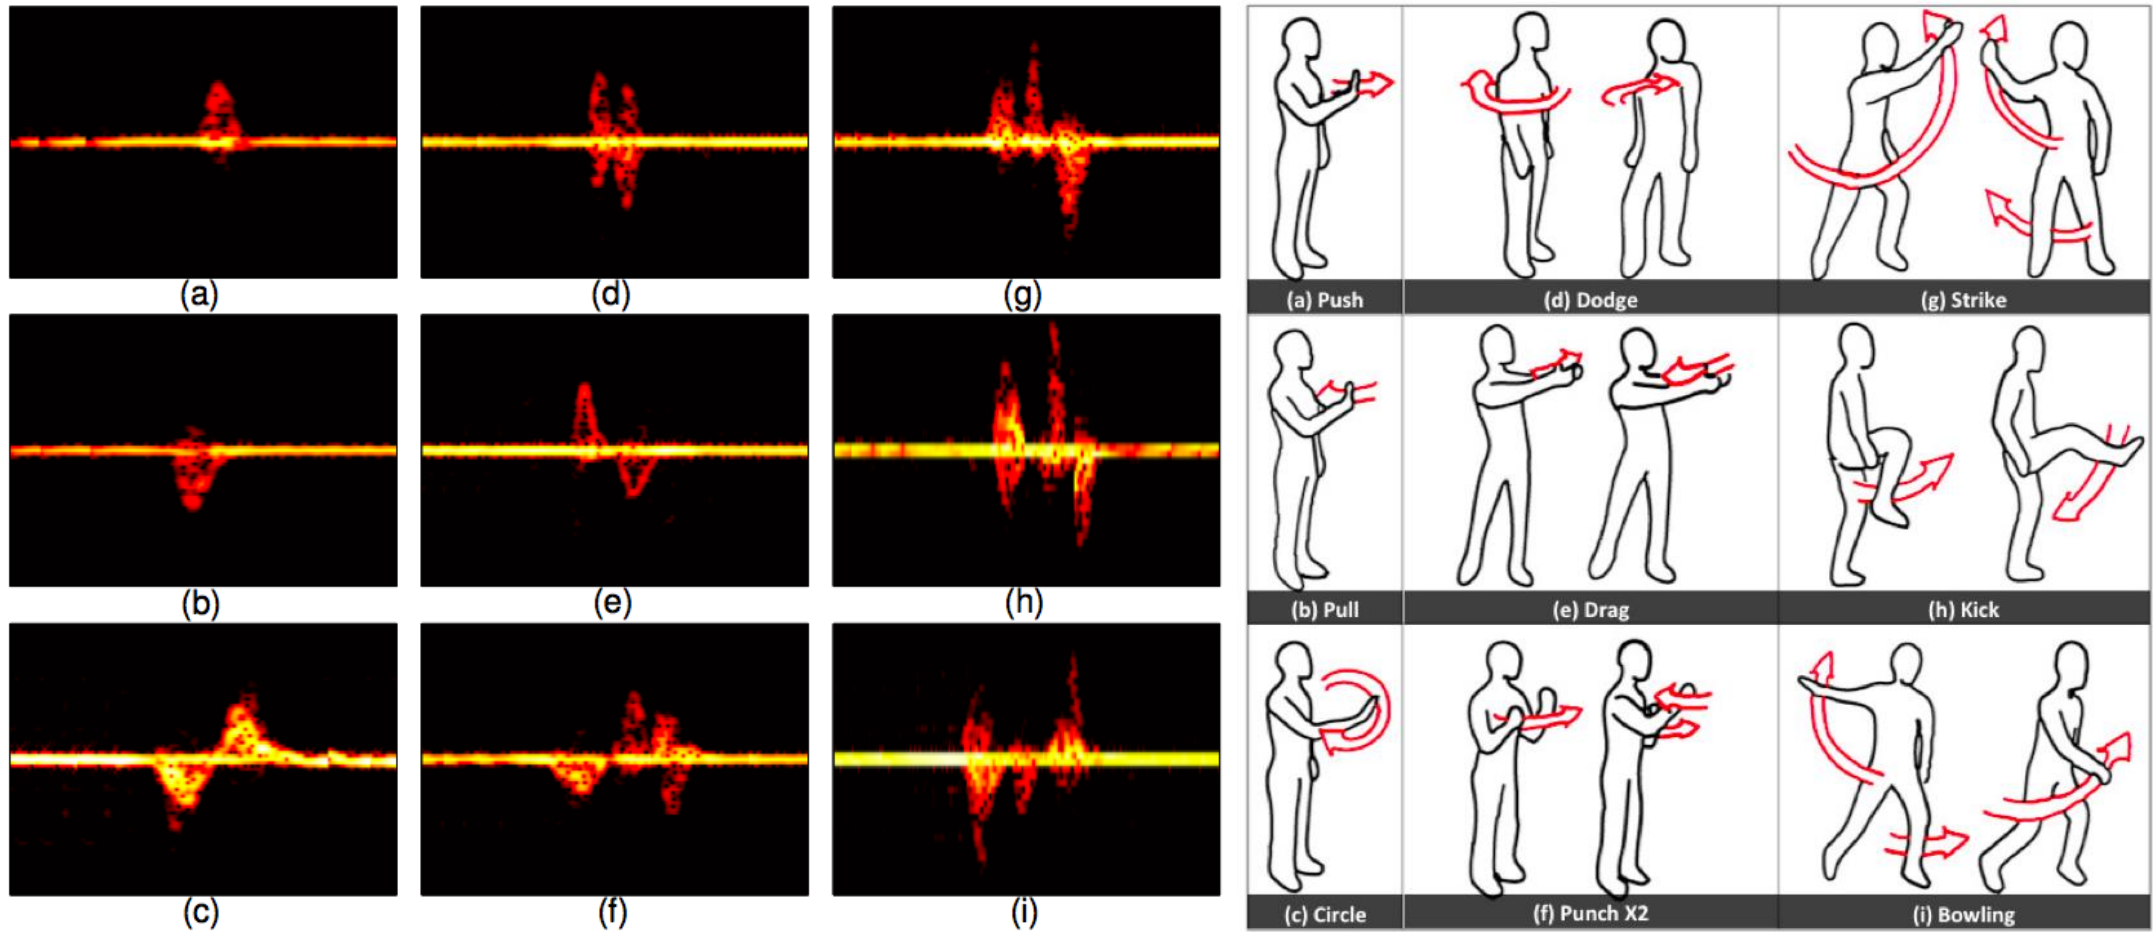 (a)
(d)
(g)
(b)
(e)
(h)
(c)
(f)
(i)
(a) Push
(d) Dodge
(g) Strike
(b) Pull
(e) Drag
(h) Kick
(c) Circle
(f) Punch X2
(i) Bowling